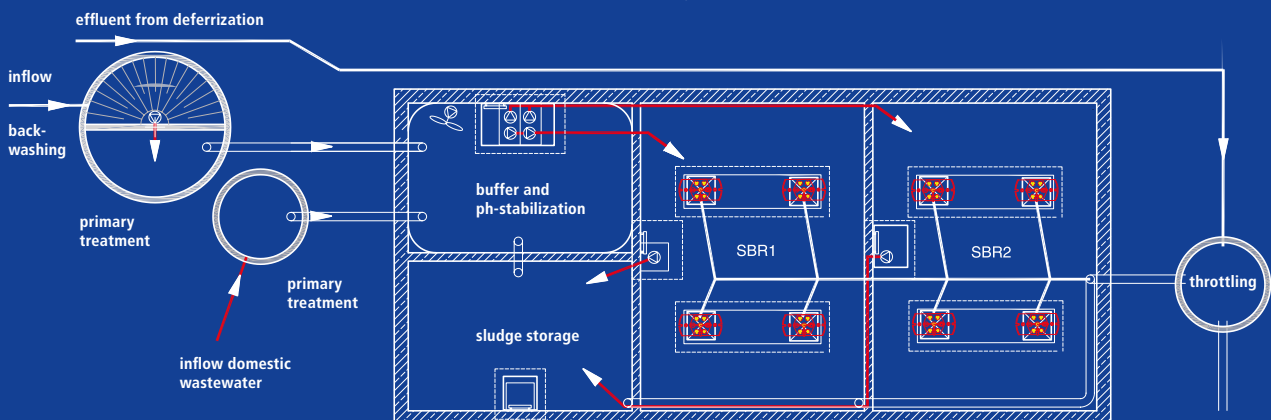 effluent from deferrization
inflow
back-
washing
primary
treatment
primary
treatment
inflow domestic
wastewater
buffer and
ph-stabilization
sludge storage
SBR1
SBR2
throttling